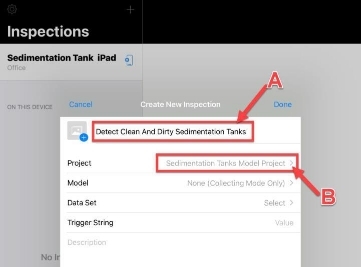 Inspections
Sedimentation Tank iPad
Office
ON THIS DEVICE
Cancel Create New Inspection Done
Detect Clean And Dirty Sedimentation Tanks
Project Sedimentation Tanks Model Project
Model None (Collecting Mode Only)
Data Set Select
Trigger String Value
Description
No In
A
B